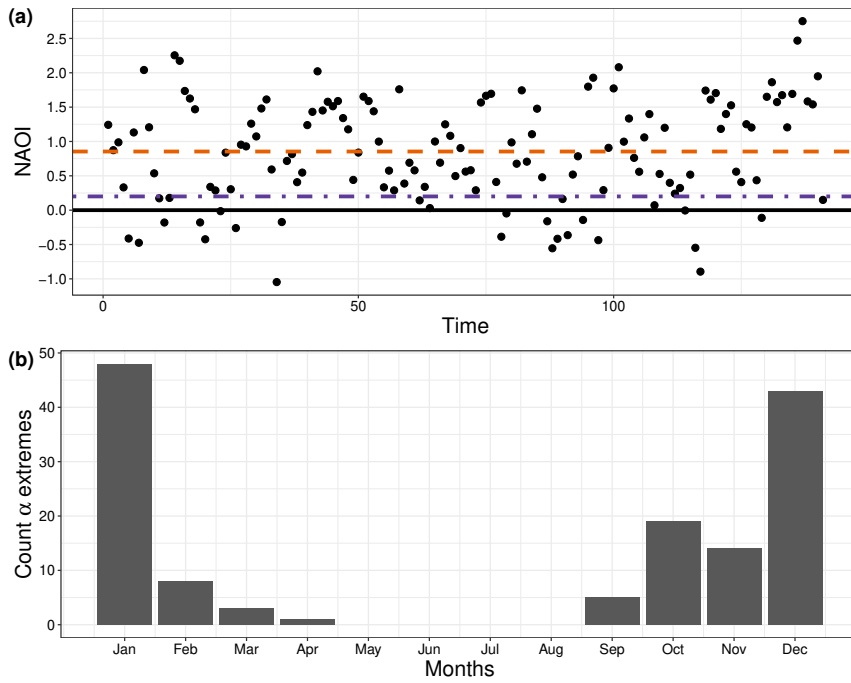 (a)
NAOI
2.5
2.0
1.5
1.0
0.5
0.0
−0.5
−1.0
0 50 100
Time
(b)
Count α extremes
50
40
30
20
10
0
Jan Feb Mar Apr May Jun Jul Aug Sep Oct Nov Dec
Months